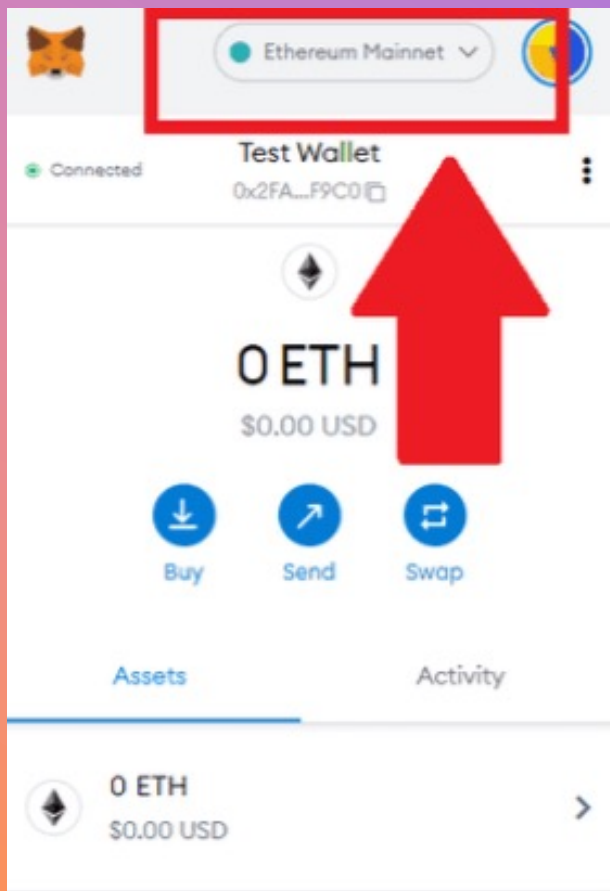 Ethereum Mainnet
Connected
Test Wallet
0x2FA...F9C0
0 ETH
$0.00 USD
Buy Send Swap
Assets Activity
0 ETH
$0.00 USD